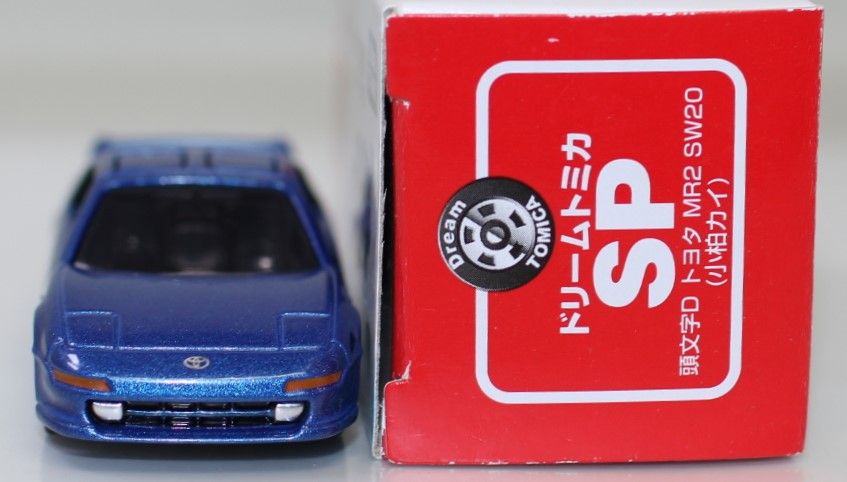 Dream TOMICA
ドリームトミカ
SP
頭文字D トヨタ MR2 SW20
(小柏カイ)